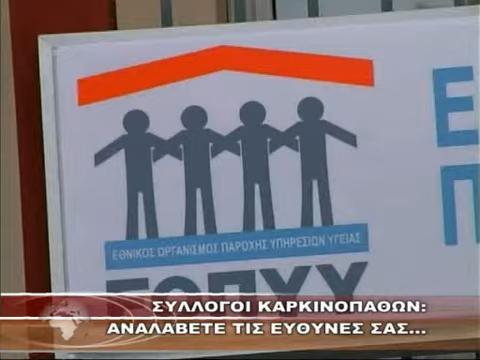 Ε
Π
ΕΘΝΙΚΟΣ ΟΡΓΑΝΙΣΜΟΣ ΠΑΡΟΧΗΣ ΥΠΗΡΕΣΙΩΝ ΥΓΕΙΑΣ
ΕΟΠΥΥ
ΣΥΛΛΟΓΟΙ ΚΑΡΚΙΝΟΠΑΘΩΝ:
ΑΝΑΛΑΒΕΤΕ ΤΙΣ ΕΥΘΥΝΕΣ ΣΑΣ...